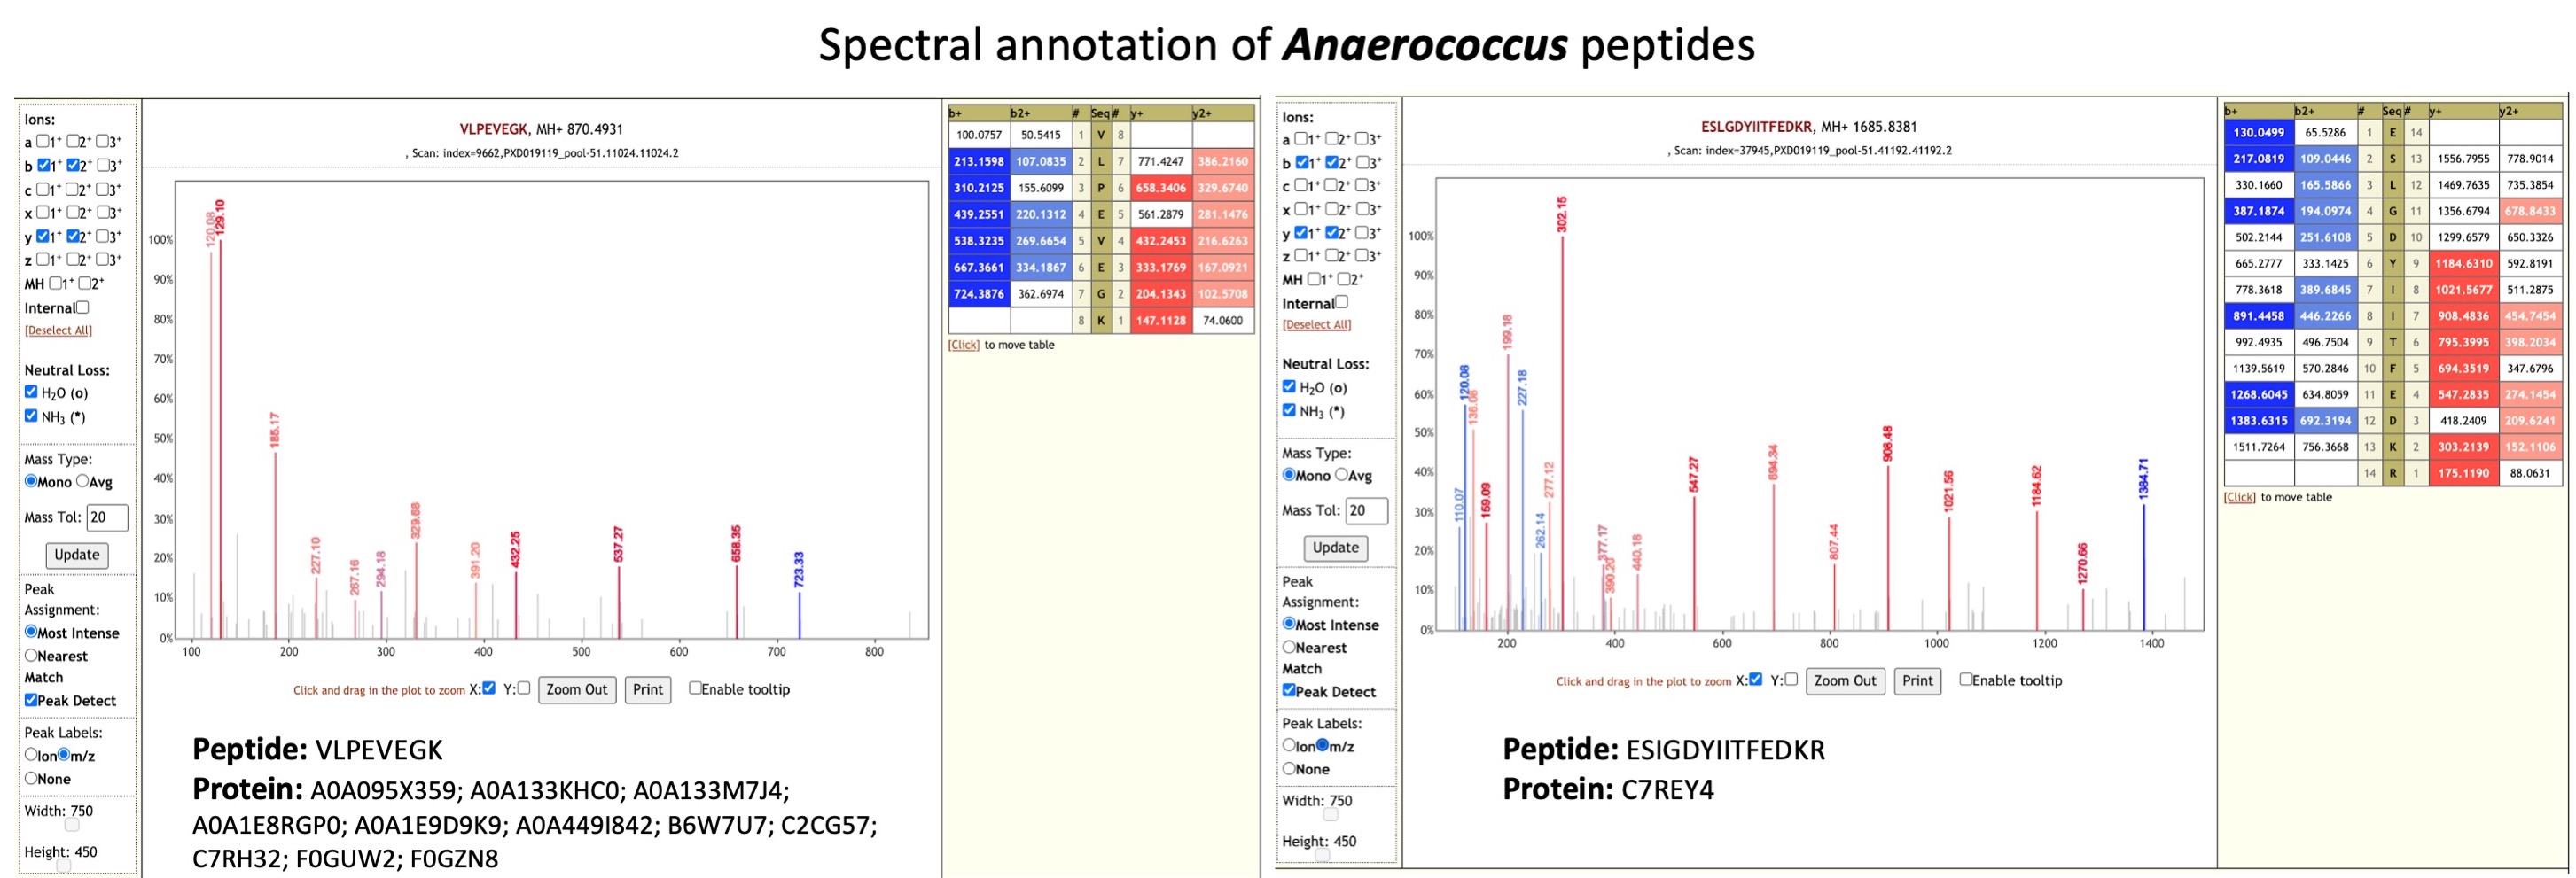 Spectral annotation of Anaerococcus peptides
Ions:
a 1+ 2+ 3+
b 1+ 2+ 3+
c 1+ 2+ 3+
x 1+ 2+ 3+
y 1+ 2+ 3+
z 1+ 2+ 3+
MH 1+ 2+
Internal
[Deselect All]
Neutral Loss:
H2O (o)
NH3 (*)
Mass Type:
Mono Avg
Mass Tol: 20
Update
Peak
Assignment:
Most Intense
Nearest
Match
Peak Detect
Peak Labels:
Ion m/z
None
Width: 750
Height: 450
VLPEVEGK, MH+ 870.4931
, Scan: index=9662,PXD019119_pool-51.11024.11024.2
100%
90%
80%
70%
60%
50%
40%
30%
20%
10%
0%
120.08
129.10
185.17
227.10
267.16
294.18
329.68
391.20
432.25
537.27
658.35
723.33
100 200 300 400 500 600 700 800
Click and drag in the plot to zoom X: Y: Zoom Out Print Enable tooltip
b+ b2+ # Seq # y+ y2+
100.0757 50.5415 1 V 8
213.1598 107.0835 2 L 7 771.4247 386.2160
310.2125 155.6099 3 P 6 658.3406 329.6740
439.2551 220.1312 4 E 5 561.2879 281.1476
538.3235 269.6654 5 V 4 432.2453 216.6263
667.3661 334.1867 6 E 3 333.1769 167.0921
724.3876 362.6974 7 G 2 204.1343 102.5708
8 K 1 147.1128 74.0600
[Click] to move table
Peptide: VLPEVEGK
Protein: A0A095X359; A0A133KHC0; A0A133M7J4;
A0A1E8RGP0; A0A1E9D9K9; A0A449I842; B6W7U7; C2CG57;
C7RH32; F0GUW2; F0GZN8
Ions:
a 1+ 2+ 3+
b 1+ 2+ 3+
c 1+ 2+ 3+
x 1+ 2+ 3+
y 1+ 2+ 3+
z 1+ 2+ 3+
MH 1+ 2+
Internal
[Deselect All]
Neutral Loss:
H2O (o)
NH3 (*)
Mass Type:
Mono Avg
Mass Tol: 20
Update
Peak
Assignment:
Most Intense
Nearest
Match
Peak Detect
Peak Labels:
Ion m/z
None
Width: 750
Height: 450
ESLGDYIITFEDKR, MH+ 1685.8381
, Scan: index=37945,PXD019119_pool-51.41192.41192.2
100%
90%
80%
70%
60%
50%
40%
30%
20%
10%
0%
110.07
120.08
136.08
159.09
199.18
227.18
262.14
277.12
302.15
377.17
390.20
440.18
547.27
694.34
807.44
908.48
1021.56
1184.62
1270.66
1384.71
200 400 600 800 1000 1200 1400
Click and drag in the plot to zoom X: Y: Zoom Out Print Enable tooltip
b+ b2+ # Seq # y+ y2+
130.0499 65.5286 1 E 14
217.0819 109.0446 2 S 13 1556.7955 778.9014
330.1660 165.5866 3 L 12 1469.7635 735.3854
387.1874 194.0974 4 G 11 1356.6794 678.8433
502.2144 251.6108 5 D 10 1299.6579 650.3326
665.2777 333.1425 6 Y 9 1184.6310 592.8191
778.3618 389.6845 7 I 8 1021.5677 511.2875
891.4458 446.2266 8 I 7 908.4836 454.7454
992.4935 496.7504 9 T 6 795.3995 398.2034
1139.5619 570.2846 10 F 5 694.3519 347.6796
1268.6045 634.8059 11 E 4 547.2835 274.1454
1383.6315 692.3194 12 D 3 418.2409 209.6241
1511.7264 756.3668 13 K 2 303.2139 152.1106
14 R 1 175.1190 88.0631
[Click] to move table
Peptide: ESIGDYIITFEDKR
Protein: C7REY4